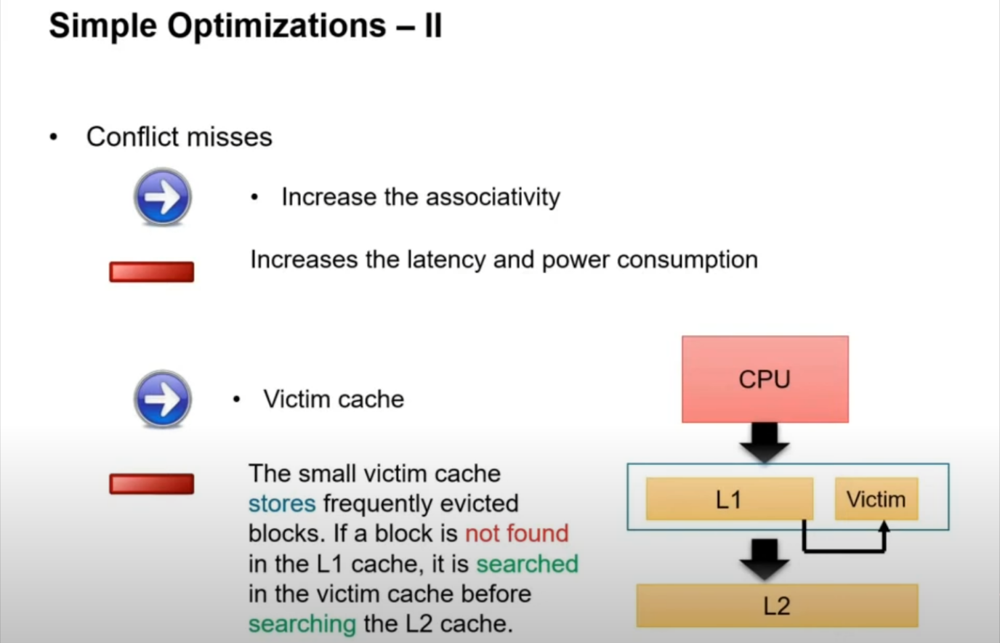 Simple Optimizations – II
• Conflict misses
• Increase the associativity
Increases the latency and power consumption
• Victim cache
The small victim cache
stores frequently evicted
blocks. If a block is not found
in the L1 cache, it is searched
in the victim cache before
searching the L2 cache.
CPU
L1
Victim
L2